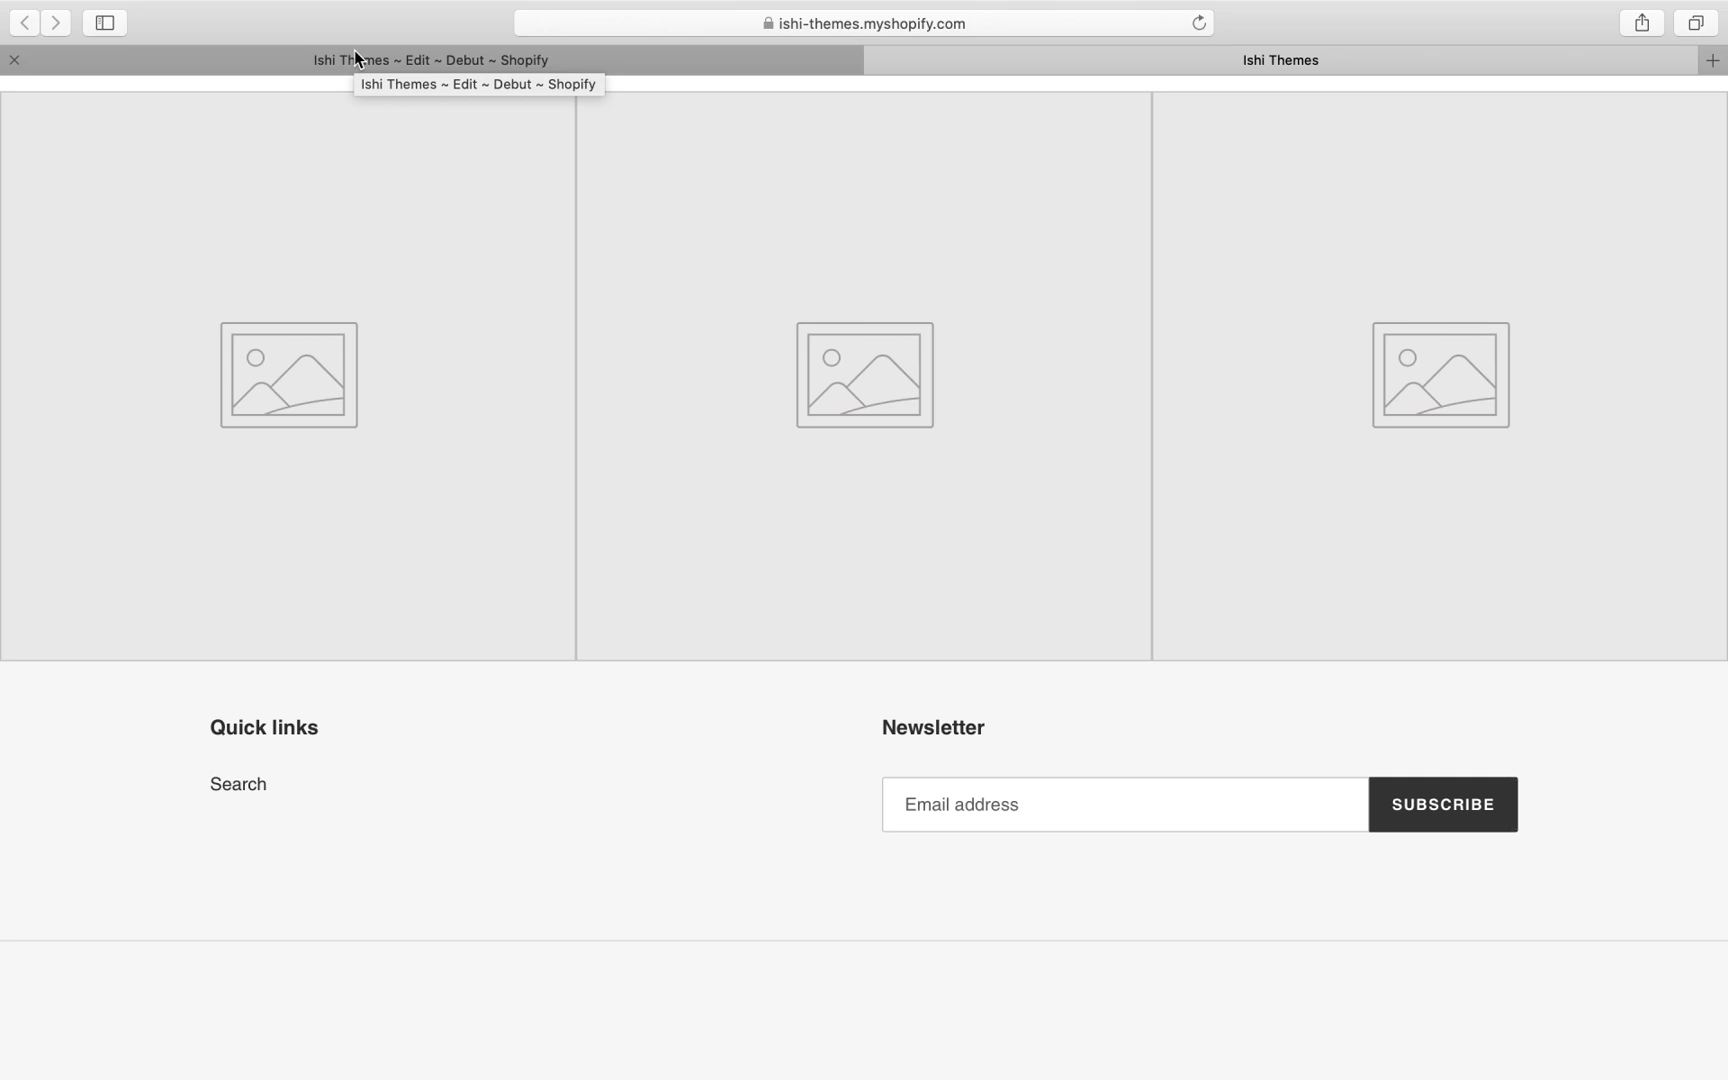 ishi-themes.myshopify.com
Ishi Themes ~ Edit ~ Debut ~ Shopify
Ishi Themes
Ishi Themes ~ Edit ~ Debut ~ Shopify
Quick links
Newsletter
Search
Email address
SUBSCRIBE